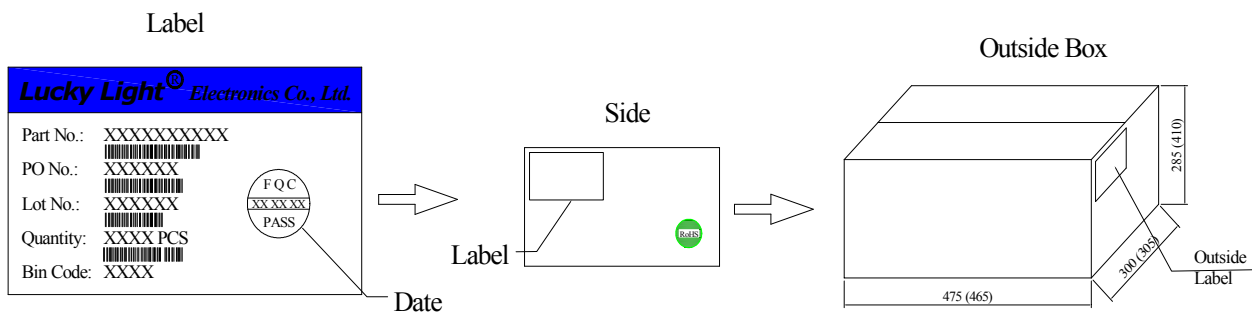 Label
Lucky Light® Electronics Co., Ltd.
Part No.: XXXXXXXXXX
PO No.: XXXXXX
Lot No.: XXXXXX
Quantity: XXXX PCS
Bin Code: XXXX
F Q C
XX XX XX
PASS
Date
Side
RoHS
Label
Outside Box
285 (410)
300 (305)
475 (465)
Outside
Label